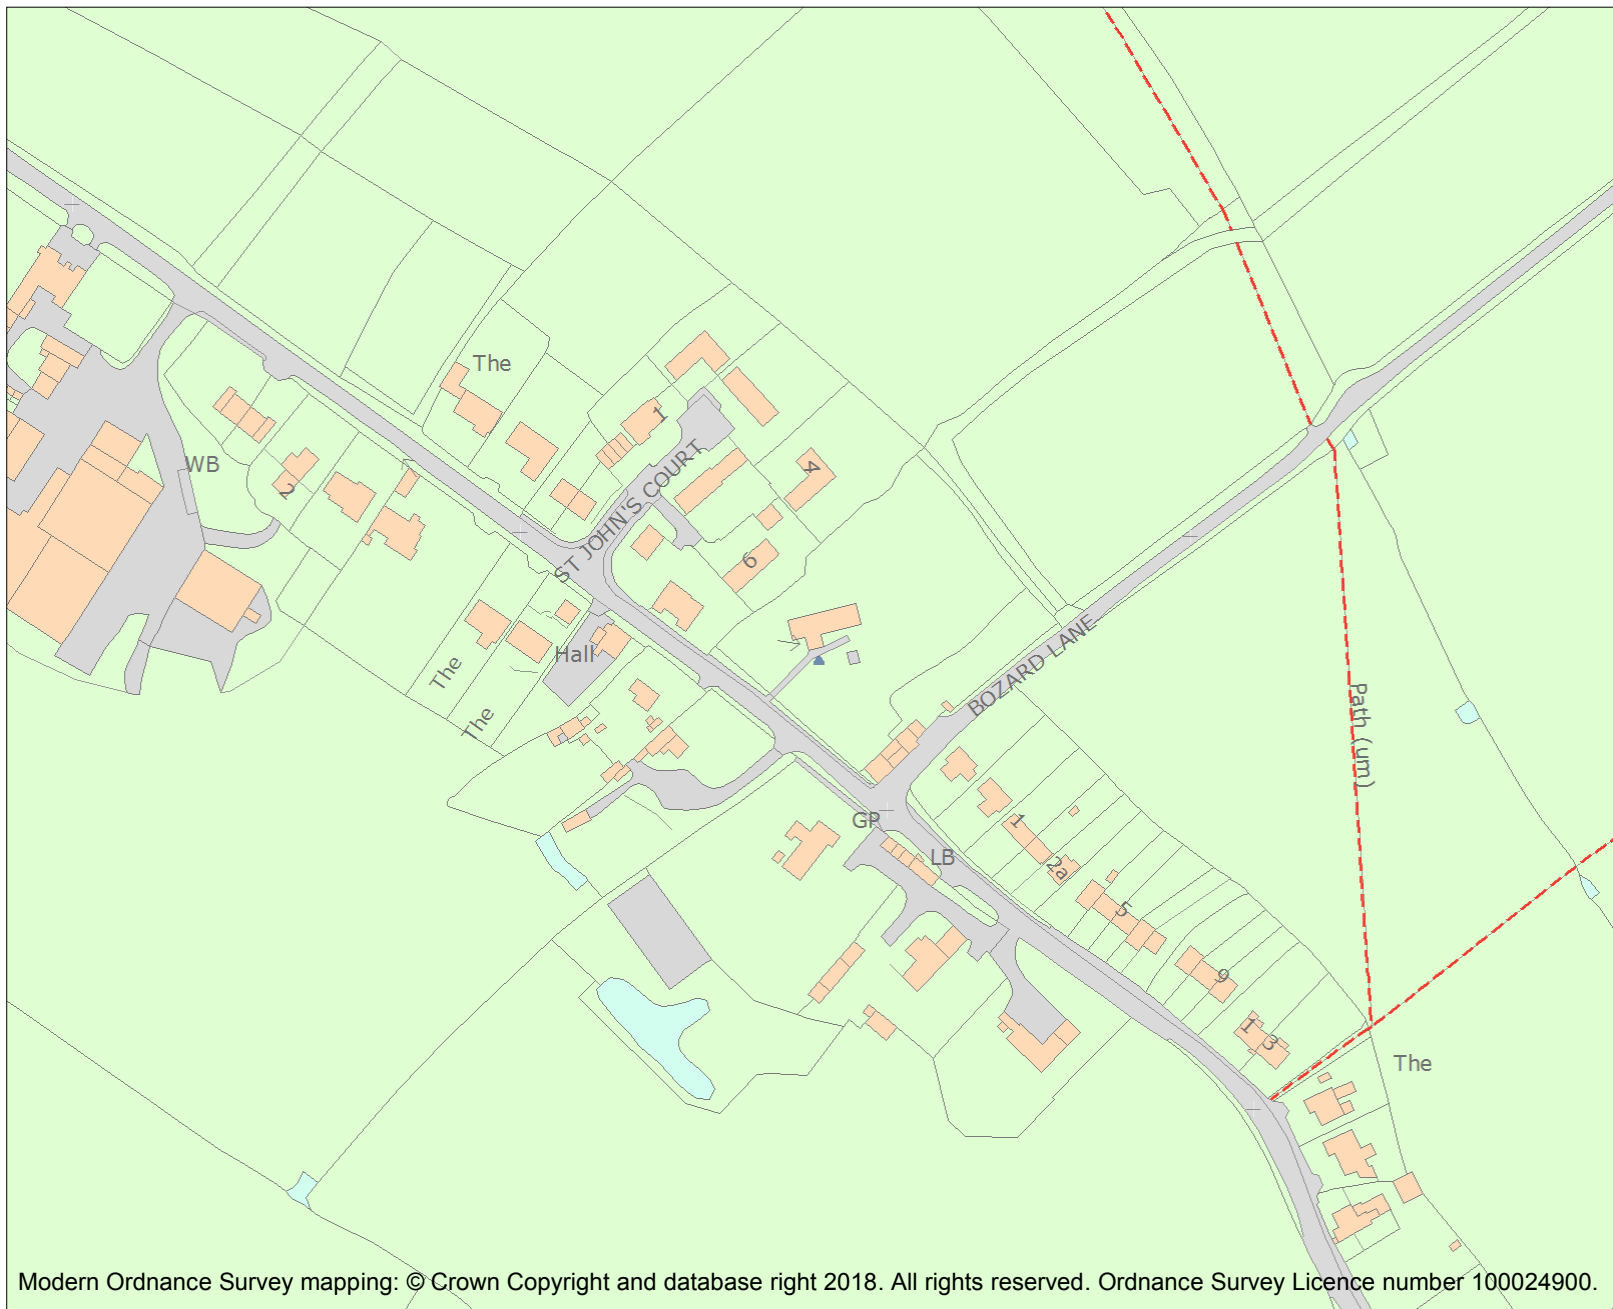 The
1
WB
2
ST JOHN'S COURT
4
6
Hall
The
The
BOZARD LANE
Path (um)
GP
LB
1
2a
5
9
1
3
The
Modern Ordnance Survey mapping: © Crown Copyright and database right 2018. All rights reserved. Ordnance Survey Licence number 100024900.